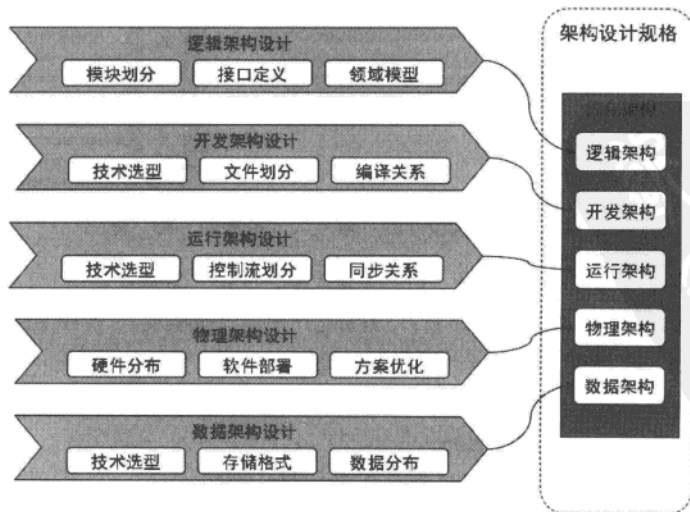 逻辑架构设计
模块划分 接口定义 领域模型
开发架构设计
技术选型 文件划分 编译关系
运行架构设计
技术选型 控制流划分 同步关系
物理架构设计
硬件分布 软件部署 方案优化
数据架构设计
技术选型 存储格式 数据分布
架构设计规格
逻辑架构
开发架构
运行架构
物理架构
数据架构